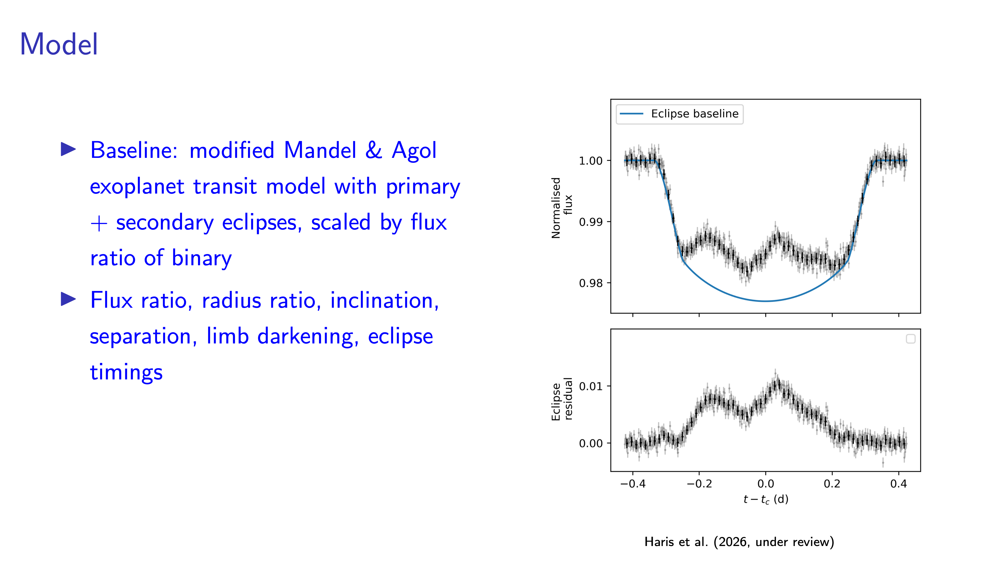 Model
▶ Baseline: modified Mandel & Agol
exoplanet transit model with primary
+ secondary eclipses, scaled by flux
ratio of binary
▶ Flux ratio, radius ratio, inclination,
separation, limb darkening, eclipse
timings
Eclipse baseline
Normalised
flux
1.00
0.99
0.98
Eclipse
residual
0.01
0.00
−0.4 −0.2 0.0 0.2 0.4
t − t_c (d)
Haris et al. (2026, under review)